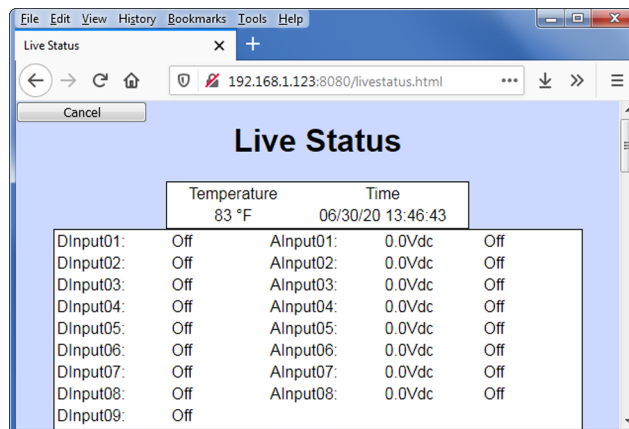 File Edit View History Bookmarks Tools Help
Live Status
192.168.1.123:8080/livestatus.html
Cancel
Live Status
Temperature Time
83 °F 06/30/20 13:46:43
DInput01: Off AInput01: 0.0Vdc Off
DInput02: Off AInput02: 0.0Vdc Off
DInput03: Off AInput03: 0.0Vdc Off
DInput04: Off AInput04: 0.0Vdc Off
DInput05: Off AInput05: 0.0Vdc Off
DInput06: Off AInput06: 0.0Vdc Off
DInput07: Off AInput07: 0.0Vdc Off
DInput08: Off AInput08: 0.0Vdc Off
DInput09: Off